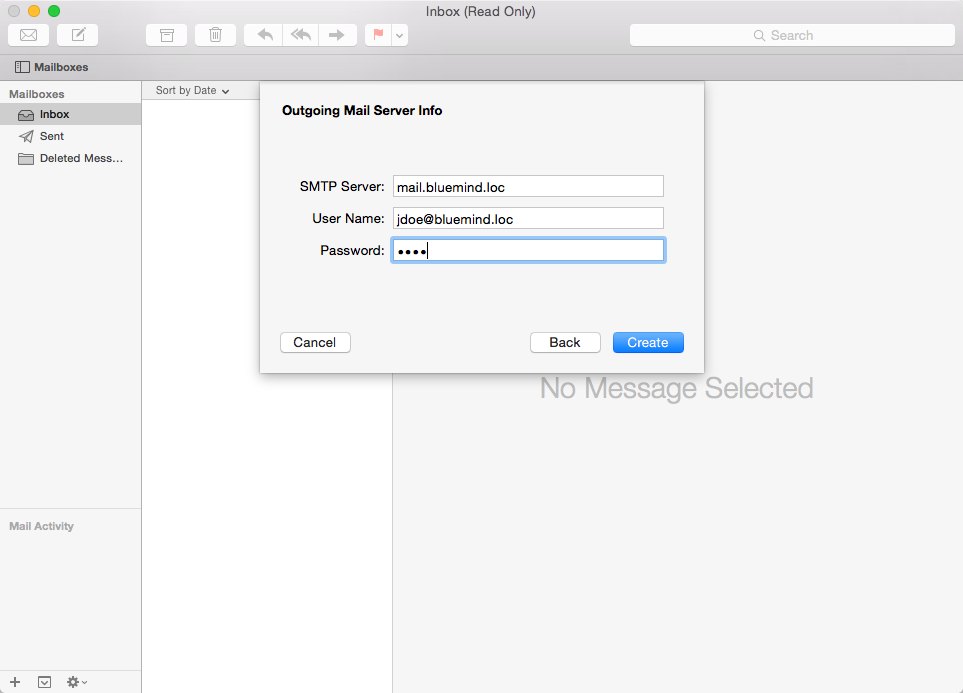 Inbox (Read Only)
Search
Mailboxes
Mailboxes
Inbox
Sent
Deleted Mess...
Sort by Date
Outgoing Mail Server Info
SMTP Server: mail.bluemind.loc
User Name: jdoe@bluemind.loc
Password: ••••
Cancel Back Create
No Message Selected
Mail Activity